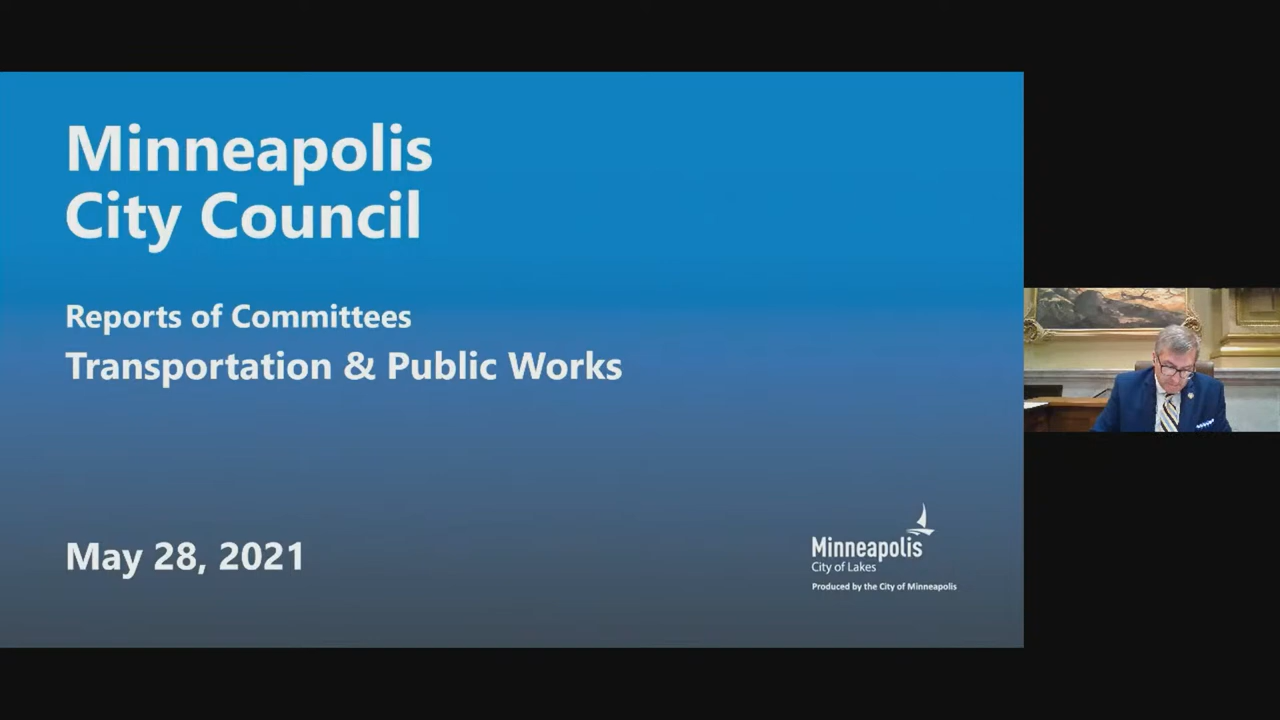 Minneapolis
City Council
Reports of Committees
Transportation & Public Works
May 28, 2021
Minneapolis
City of Lakes
Produced by the City of Minneapolis